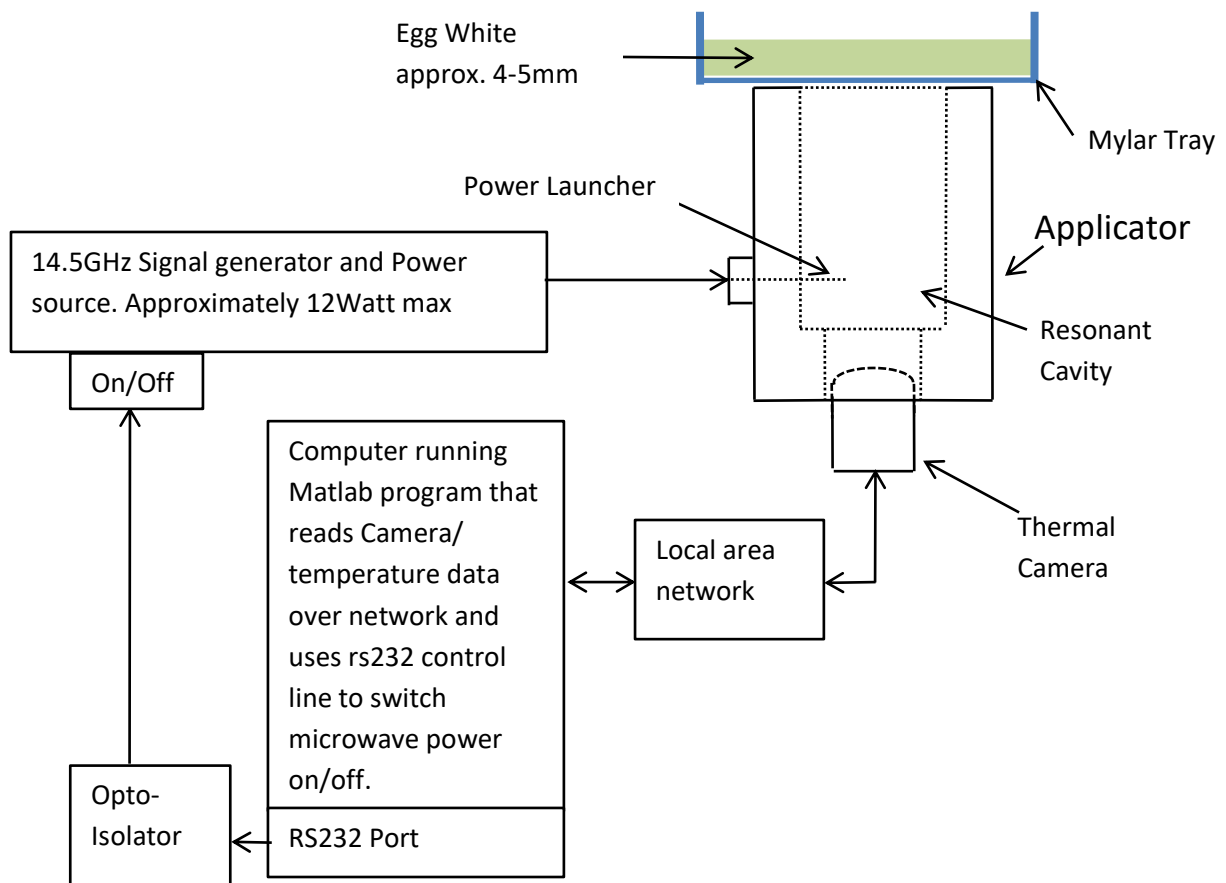 Egg White
approx. 4-5mm
Mylar Tray
Power Launcher
Applicator
14.5GHz Signal generator and Power
source. Approximately 12Watt max
Resonant
Cavity
On/Off
Computer running
Matlab program that
reads Camera/
temperature data
over network and
uses rs232 control
line to switch
microwave power
on/off.
Local area
network
Thermal
Camera
Opto-
Isolator
RS232 Port